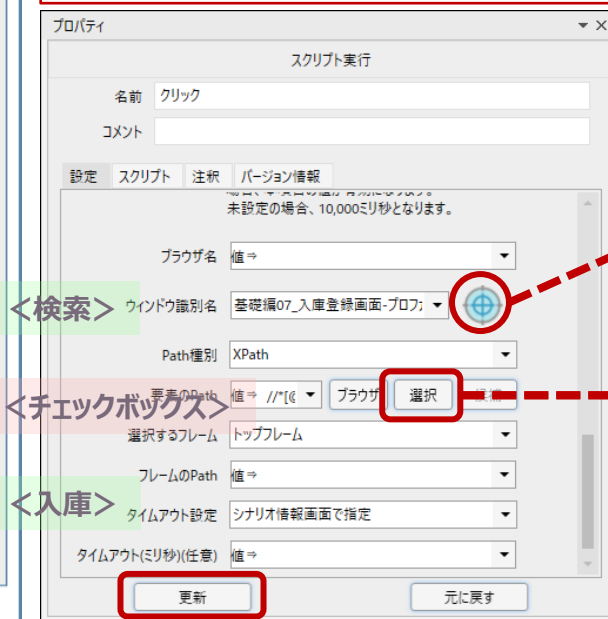 プロパティ
スクリプト実行
名前 クリック
コメント
設定 スクリプト 注釈 バージョン情報
未設定の場合、10,000ミリ秒となります。
ブラウザ名 値⇒
＜検索＞ ウィンドウ識別名 基礎編07_入庫登録画面-プロファ
Path種別 XPath
＜チェックボックス＞ 要素のPath 値⇒ //*[@ ブラウザ 選択 候補
選択するフレーム トップフレーム
フレームのPath 値⇒
＜入庫＞ タイムアウト設定 シナリオ情報画面で指定
タイムアウト(ミリ秒)(任意) 値⇒
更新 元に戻す